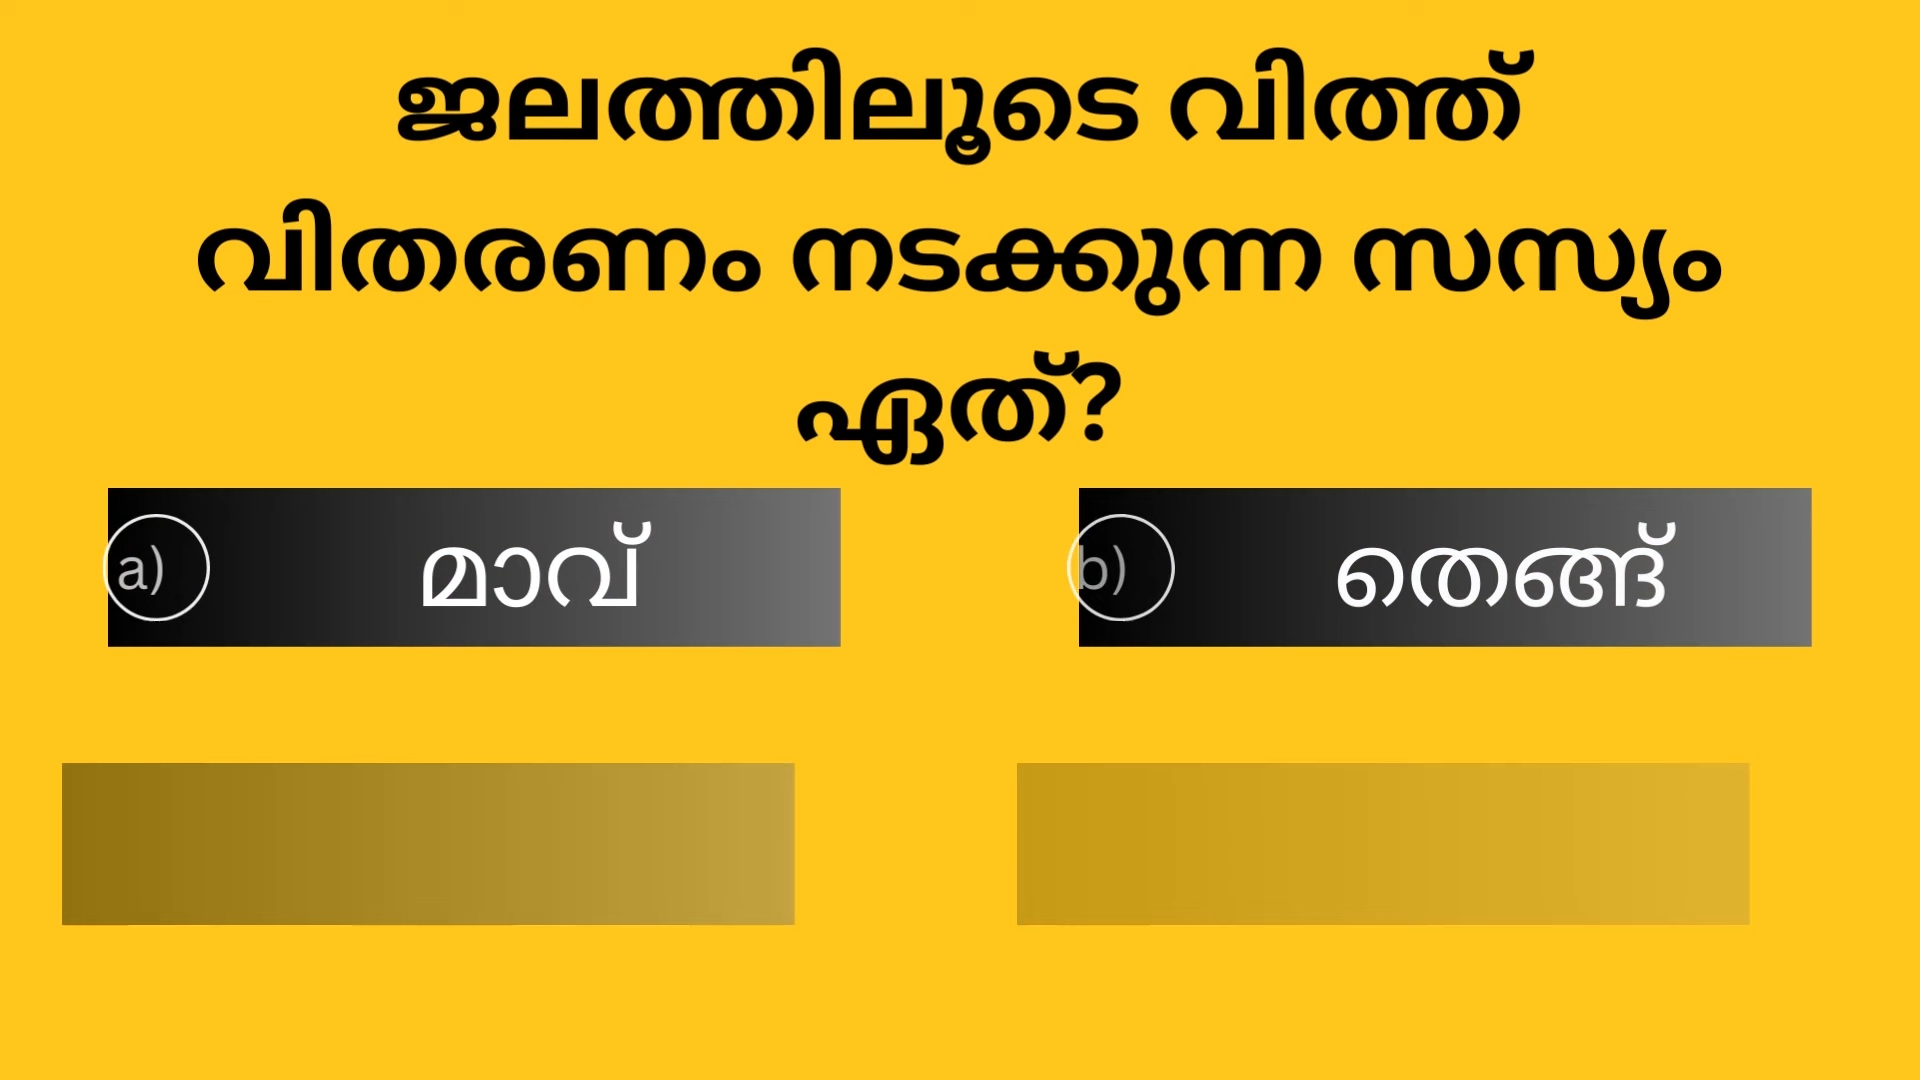 ജലത്തിലൂടെ വിത്ത്
വിതരണം നടക്കുന്ന സസ്യം
ഏത്?
a) മാവ്
b) തെങ്ങ്